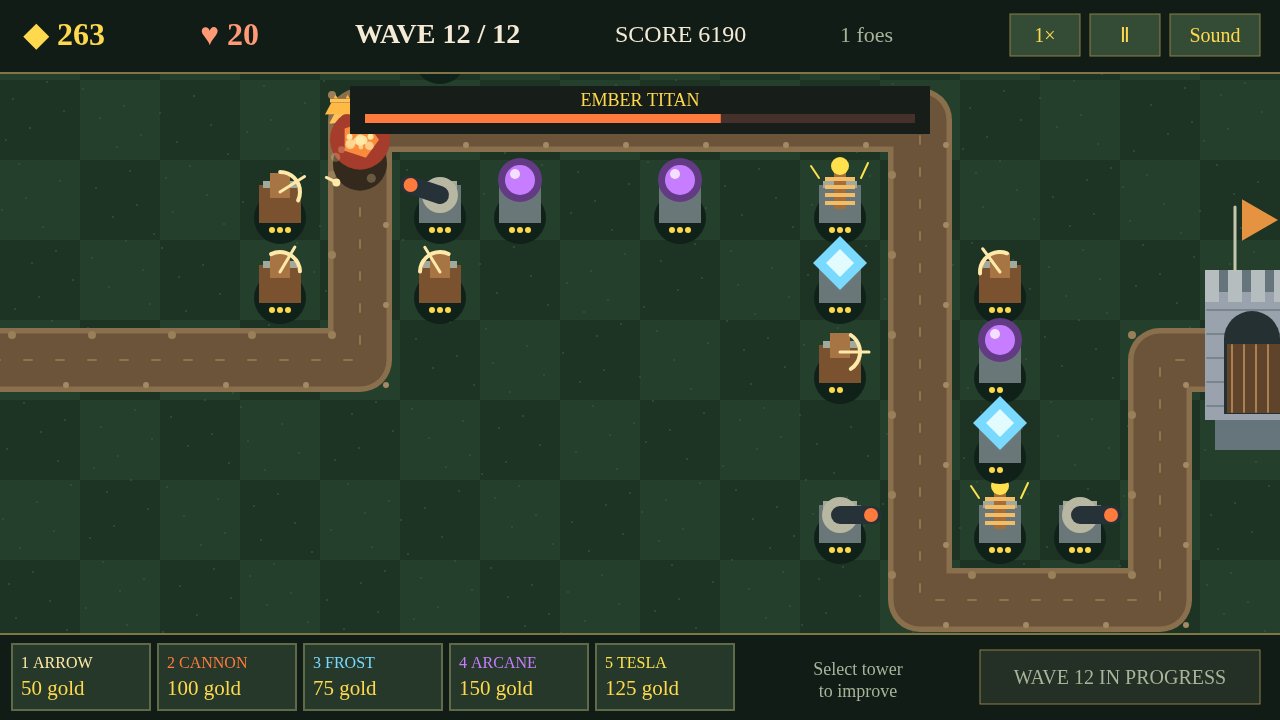 ◆ 263
♥ 20
WAVE 12 / 12
SCORE 6190
1 foes
1×
Ⅱ
Sound
EMBER TITAN
1 ARROW
50 gold
2 CANNON
100 gold
3 FROST
75 gold
4 ARCANE
150 gold
5 TESLA
125 gold
Select tower
to improve
WAVE 12 IN PROGRESS